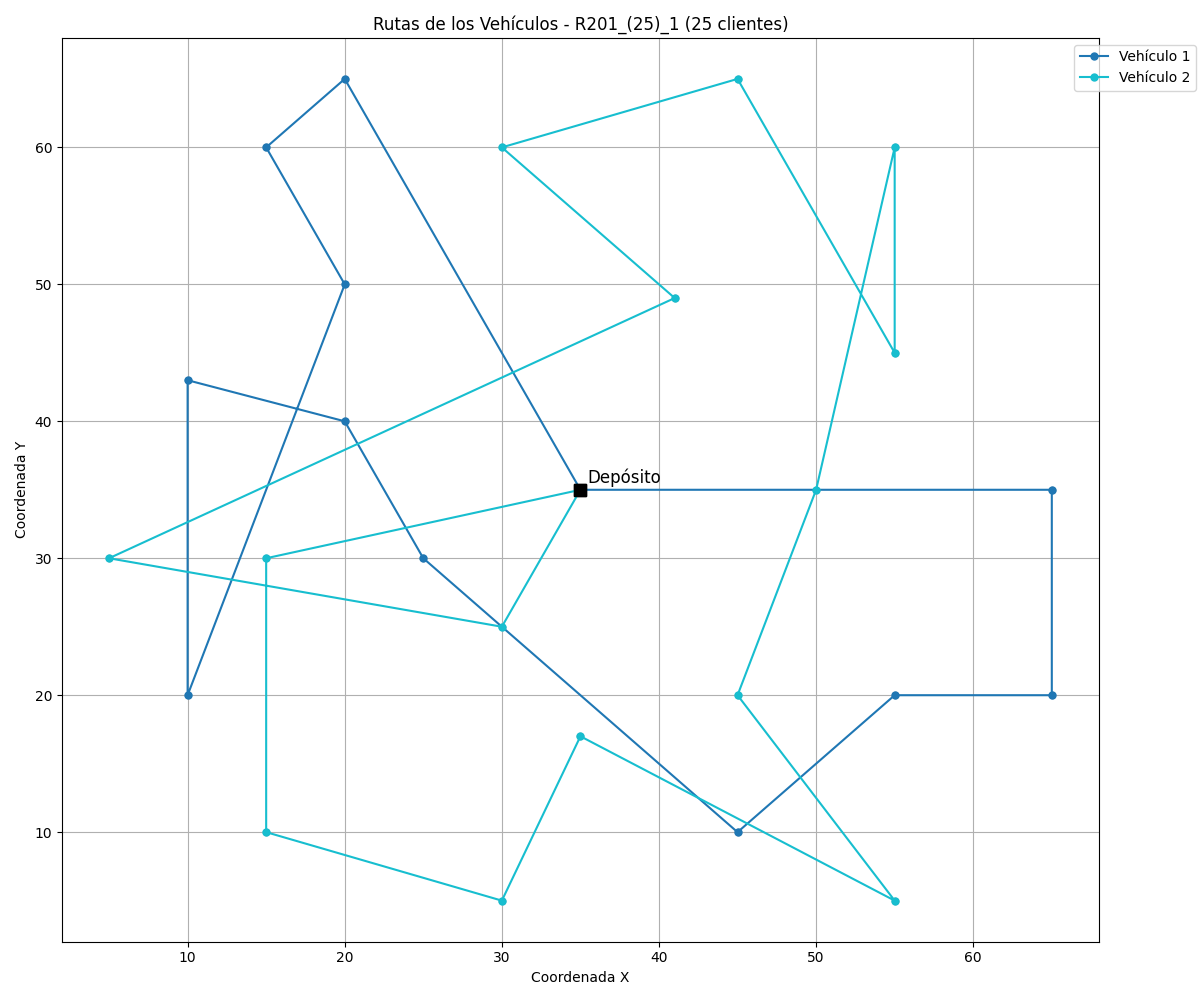 Rutas de los Vehículos - R201_(25)_1 (25 clientes)
Vehículo 1
Vehículo 2
60
50
40
30
20
10
Coordenada Y
Depósito
10 20 30 40 50 60
Coordenada X